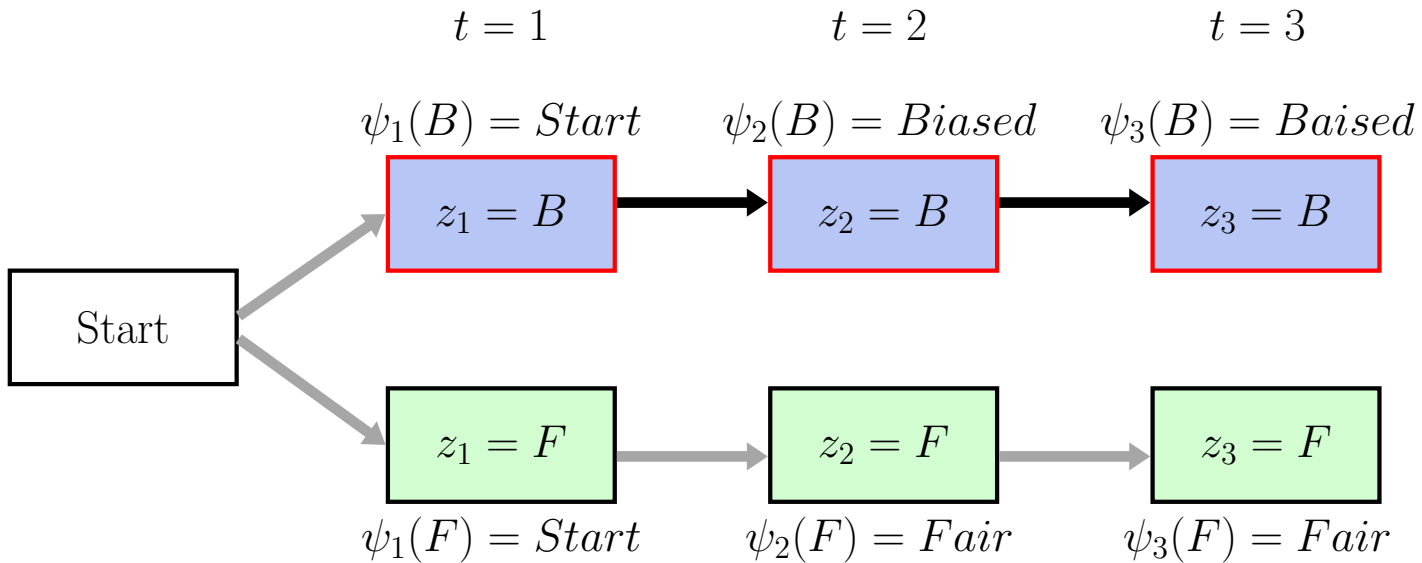 t = 1 t = 2 t = 3
ψ₁(B) = Start ψ₂(B) = Biased ψ₃(B) = Baised
z₁ = B z₂ = B z₃ = B
Start
z₁ = F z₂ = F z₃ = F
ψ₁(F) = Start ψ₂(F) = Fair ψ₃(F) = Fair